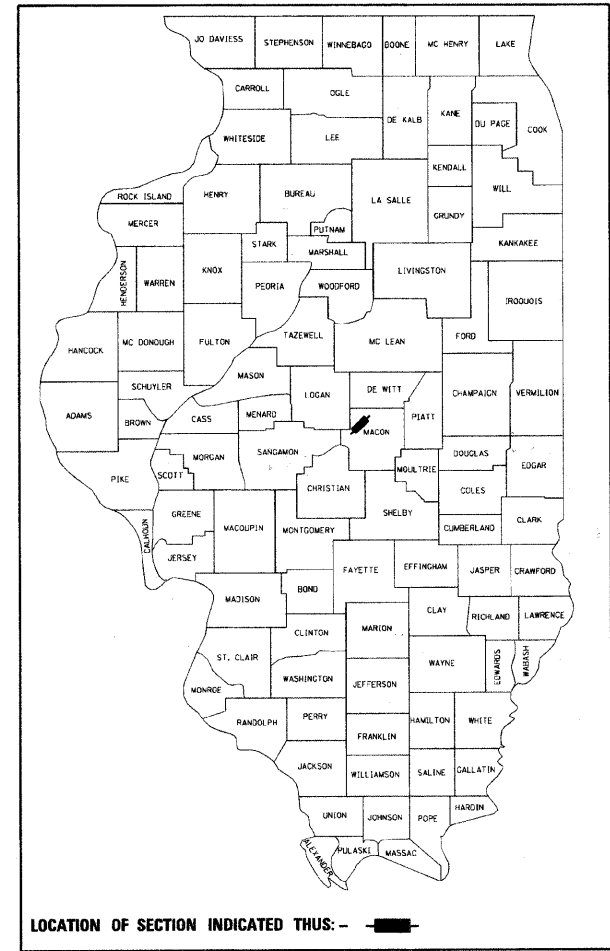 JO DAVIESS
STEPHENSON
WINNEBAGO
BOONE
MC HENRY
LAKE
CARROLL
OGLE
DE KALB
KANE
DU PAGE
COOK
WHITESIDE
LEE
KENDALL
WILL
ROCK ISLAND
HENRY
BUREAU
LA SALLE
GRUNDY
MERCER
PUTNAM
STARK
MARSHALL
KANKAKEE
HENDERSON
WARREN
KNOX
PEORIA
WOODFORD
LIVINGSTON
IROQUOIS
HANCOCK
MC DONOUGH
FULTON
TAZEWELL
MC LEAN
FORD
MASON
SCHUYLER
LOGAN
DE WITT
CHAMPAIGN
VERMILION
ADAMS
BROWN
CASS
MENARD
MACON
PIATT
MORGAN
SANGAMON
DOUGLAS
PIKE
SCOTT
CHRISTIAN
MOULTRIE
EDGAR
COLES
GREENE
MACOUPIN
MONTGOMERY
SHELBY
CUMBERLAND
CLARK
CALHOUN
JERSEY
FAYETTE
EFFINGHAM
JASPER
CRAWFORD
MADISON
BOND
CLAY
RICHLAND
LAWRENCE
CLINTON
MARION
ST. CLAIR
WAYNE
EDWARDS
WABASH
WASHINGTON
JEFFERSON
MONROE
RANDOLPH
PERRY
HAMILTON
WHITE
FRANKLIN
JACKSON
WILLIAMSON
SALINE
GALLATIN
UNION
JOHNSON
POPE
HARDIN
ALEXANDER
PULASKI
MASSAC
LOCATION OF SECTION INDICATED THUS: -